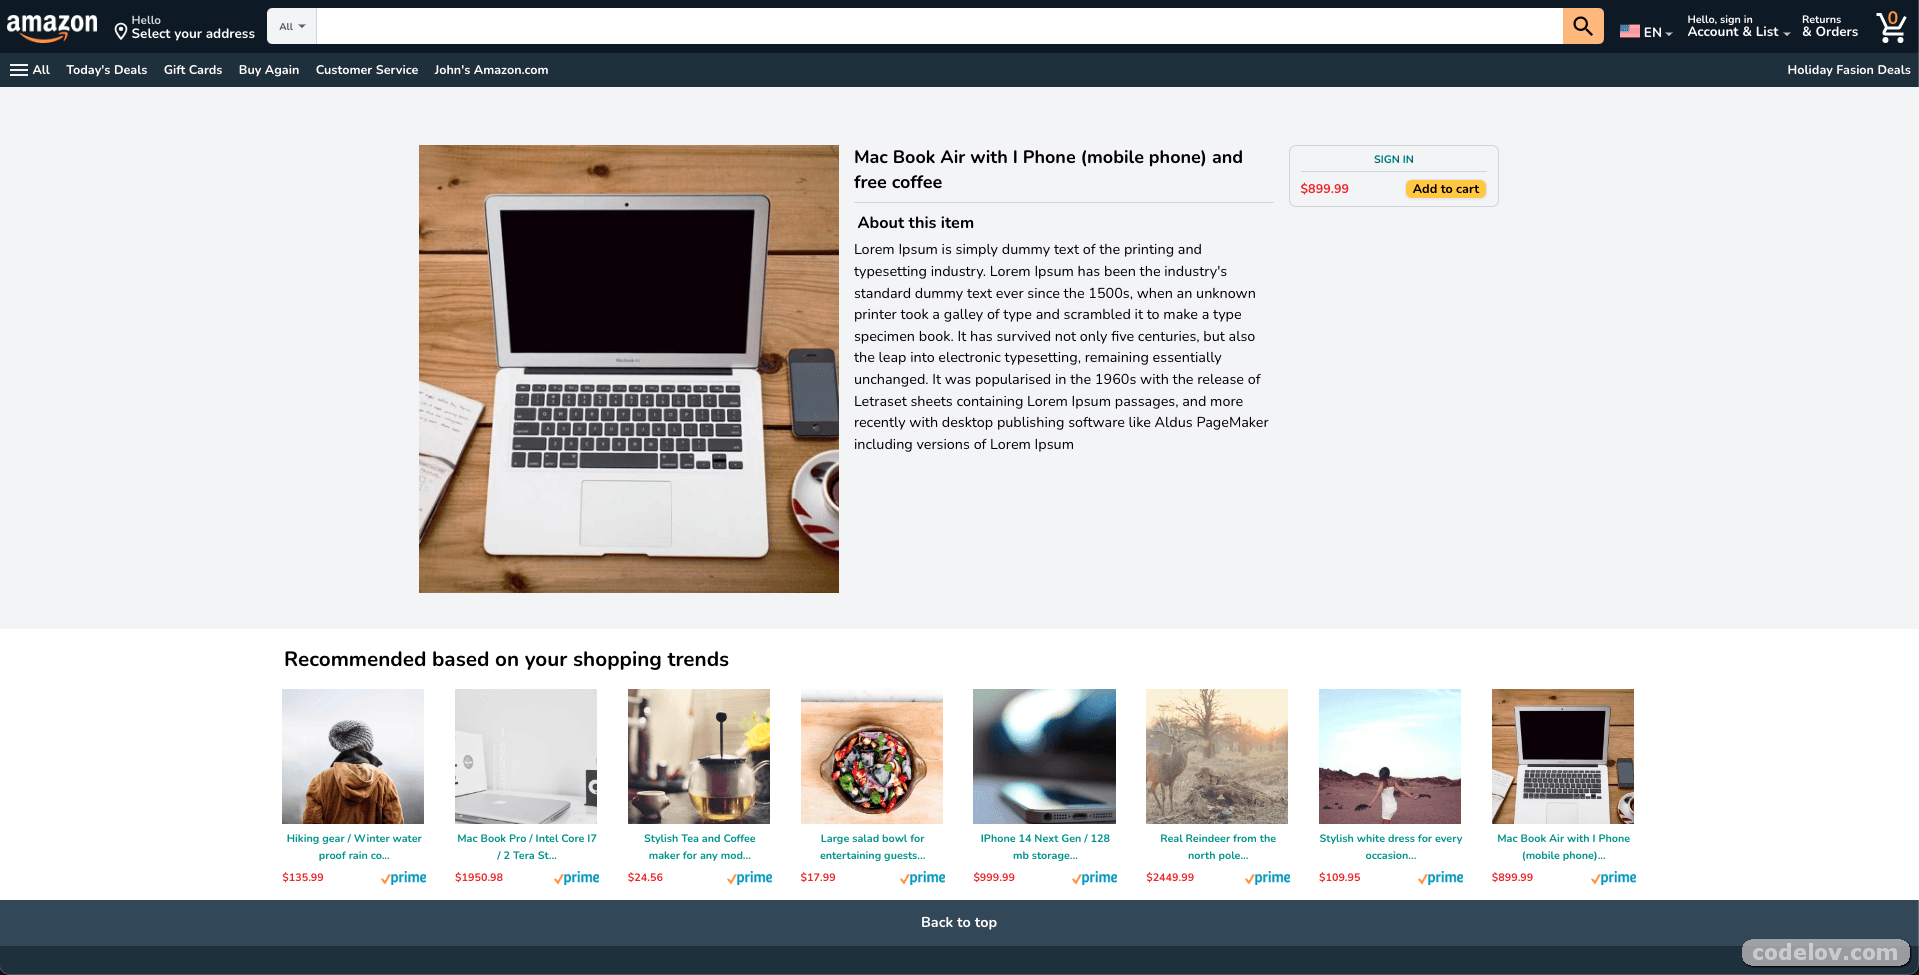 amazon
Hello
Select your address
All
EN
Hello, sign in
Account & List
Returns
& Orders
0
All
Today's Deals
Gift Cards
Buy Again
Customer Service
John's Amazon.com
Holiday Fasion Deals
Mac Book Air with I Phone (mobile phone) and
free coffee
SIGN IN
$899.99
Add to cart
About this item
Lorem Ipsum is simply dummy text of the printing and
typesetting industry. Lorem Ipsum has been the industry's
standard dummy text ever since the 1500s, when an unknown
printer took a galley of type and scrambled it to make a type
specimen book. It has survived not only five centuries, but also
the leap into electronic typesetting, remaining essentially
unchanged. It was popularised in the 1960s with the release of
Letraset sheets containing Lorem Ipsum passages, and more
recently with desktop publishing software like Aldus PageMaker
including versions of Lorem Ipsum
Recommended based on your shopping trends
Hiking gear / Winter water
proof rain co...
$135.99
prime
Mac Book Pro / Intel Core I7
/ 2 Tera St...
$1950.98
prime
Stylish Tea and Coffee
maker for any mod...
$24.56
prime
Large salad bowl for
entertaining guests...
$17.99
prime
IPhone 14 Next Gen / 128
mb storage...
$999.99
prime
Real Reindeer from the
north pole...
$2449.99
prime
Stylish white dress for every
occasion...
$109.95
prime
Mac Book Air with I Phone
(mobile phone)...
$899.99
prime
Back to top
codelov.com